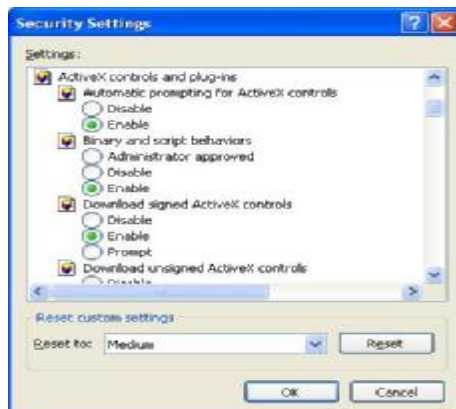 Security Settings
Settings:
ActiveX controls and plug-ins
Automatic prompting for ActiveX controls
Disable
Enable
Binary and script behaviors
Administrator approved
Disable
Enable
Download signed ActiveX controls
Disable
Enable
Prompt
Download unsigned ActiveX controls
Disable
Reset custom settings
Reset to: Medium Reset
OK Cancel